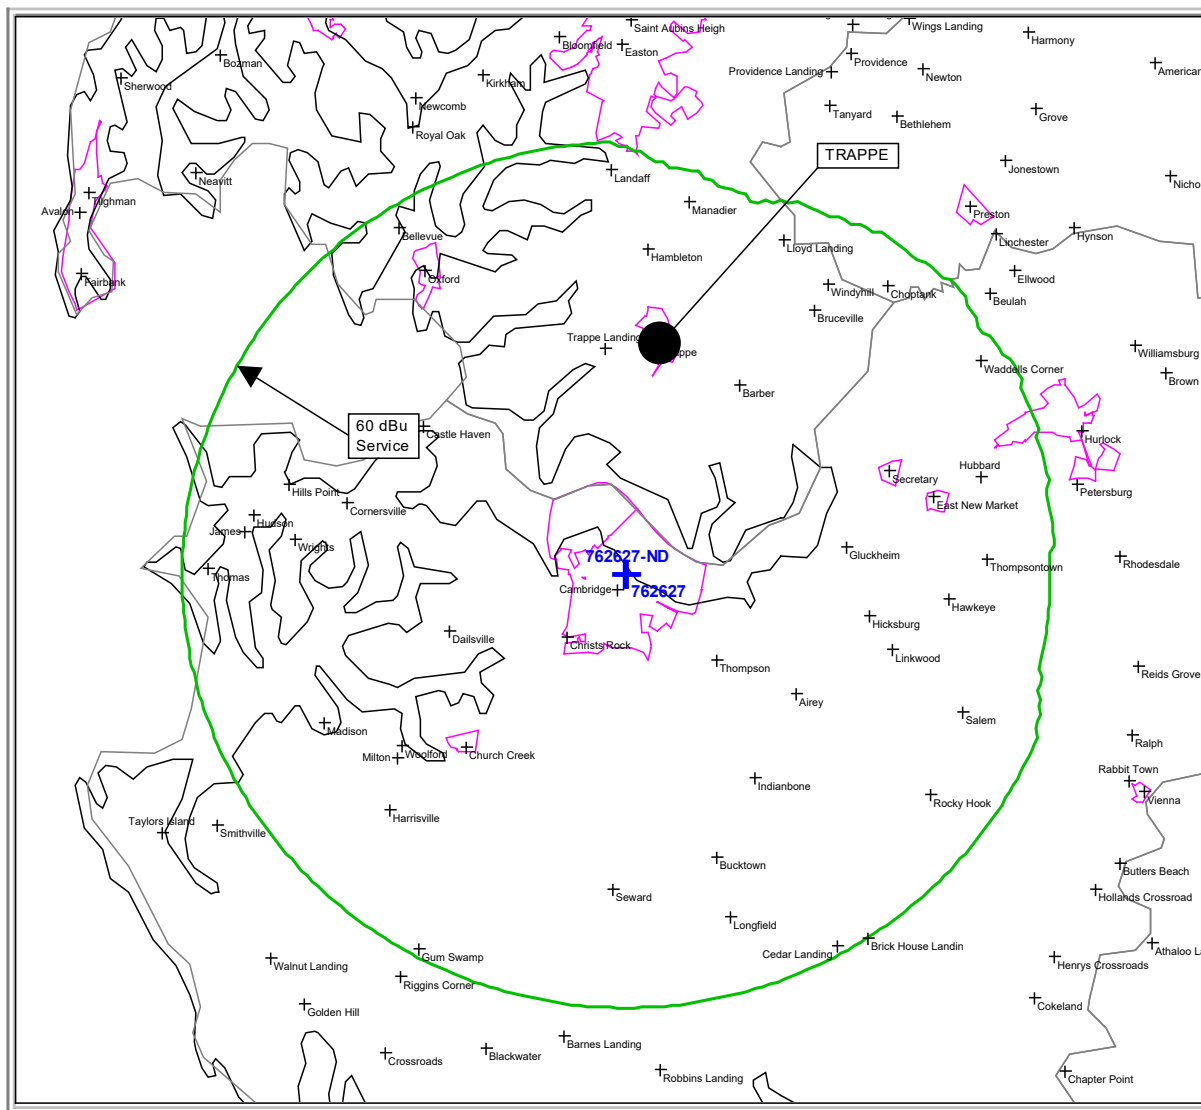 Saint Aubins Heigh
Wings Landing
Harmony
Bloomfield
Easton
Bozman
Providence
American
Providence Landing
Newton
Sherwood
Kirkham
Newcomb
Tanyard
Bethlehem
Grove
Royal Oak
TRAPPE
Jonestown
Landaff
Neavitt
Nicho
Tilghman
Avalon
Manadier
Preston
Bellevue
Lloyd Landing
Linchester
Hynson
Hambleton
Fairbank
Oxford
Ellwood
Windyhill
Choptank
Beulah
Bruceville
Trappe Landing
Williamsburg
Waddells Corner
Brown
Barber
60 dBu
Service
Castle Haven
Hurlock
Hubbard
Secretary
Hills Point
Petersburg
Cornersville
East New Market
Hudson
James
Wrights
Gluckheim
762627-ND
Rhodesdale
Thompsontown
Thomas
Cambridge
762627
Hawkeye
Hicksburg
Dailsville
Christs Rock
Linkwood
Thompson
Reids Grove
Airey
Salem
Madison
Ralph
Woolford
Church Creek
Milton
Rabbit Town
Indianbone
Vienna
Rocky Hook
Harrisville
Taylors Island
Smithville
Bucktown
Butlers Beach
Seward
Hollands Crossroad
Longfield
Cedar Landing
Brick House Landin
Athaloo La
Gum Swamp
Walnut Landing
Henrys Crossroads
Riggins Corner
Golden Hill
Cokeland
Barnes Landing
Crossroads
Blackwater
Robbins Landing
Chapter Point